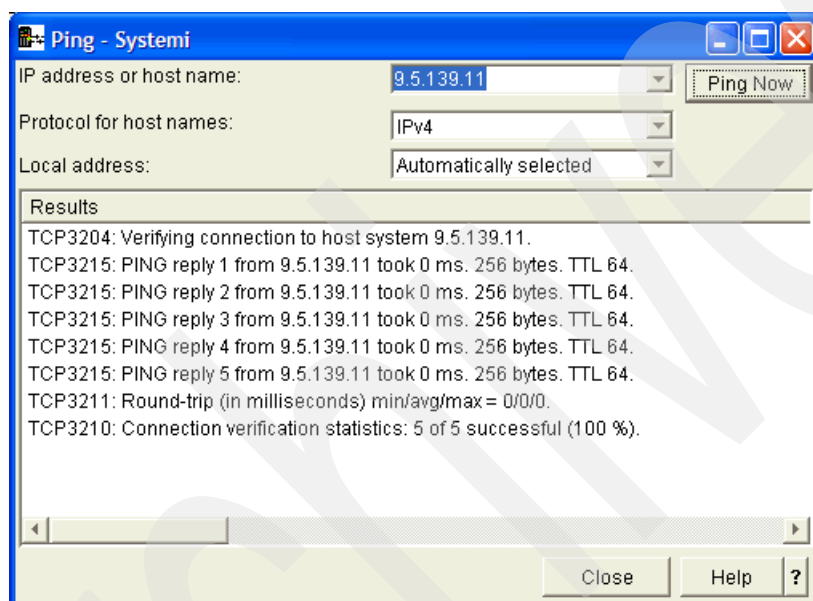 Ping - Systemi
IP address or host name:
9.5.139.11
Ping Now
Protocol for host names:
IPv4
Local address:
Automatically selected
Results
TCP3204: Verifying connection to host system 9.5.139.11.
TCP3215: PING reply 1 from 9.5.139.11 took 0 ms. 256 bytes. TTL 64.
TCP3215: PING reply 2 from 9.5.139.11 took 0 ms. 256 bytes. TTL 64.
TCP3215: PING reply 3 from 9.5.139.11 took 0 ms. 256 bytes. TTL 64.
TCP3215: PING reply 4 from 9.5.139.11 took 0 ms. 256 bytes. TTL 64.
TCP3215: PING reply 5 from 9.5.139.11 took 0 ms. 256 bytes. TTL 64.
TCP3211: Round-trip (in milliseconds) min/avg/max = 0/0/0.
TCP3210: Connection verification statistics: 5 of 5 successful (100 %).
Close
Help
?